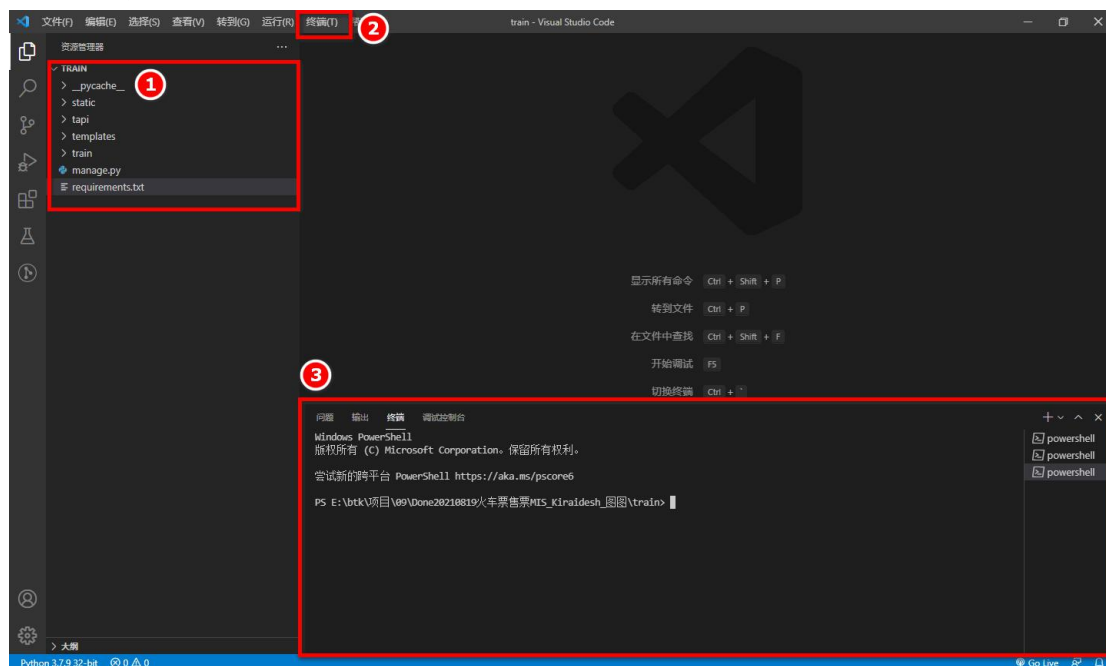 文件(F) 编辑(E) 选择(S) 查看(V) 转到(G) 运行(R) 终端(T) train - Visual Studio Code
2
资源管理器 ···
TRAIN
1
__pycache__
static
tapi
templates
train
manage.py
requirements.txt
显示所有命令 Ctrl + Shift + P
转到文件 Ctrl + P
在文件中查找 Ctrl + Shift + F
开始调试 F5
切换终端 Ctrl + `
3
问题 输出 终端 调试控制台
Windows PowerShell
版权所有 (C) Microsoft Corporation。保留所有权利。
尝试新的跨平台 PowerShell https://aka.ms/pscore6
PS E:\btk\项目\09\Done20210819火车票售票MIS_Kiraidesh_图图\train>
powershell
powershell
powershell
大纲
Python 3.7.9 32-bit 0 0 Go Live